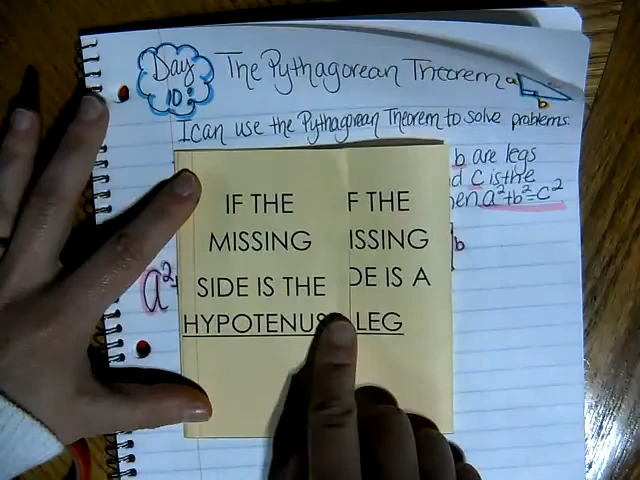 Day 10: The Pythagorean Theorem
a
b
I can use the Pythagorean Theorem to solve problems.
b are legs
c is the
a²+b²=c²
b
a²
IF THE
MISSING
SIDE IS THE
HYPOTENUS
F THE
ISSING
DE IS A
LEG